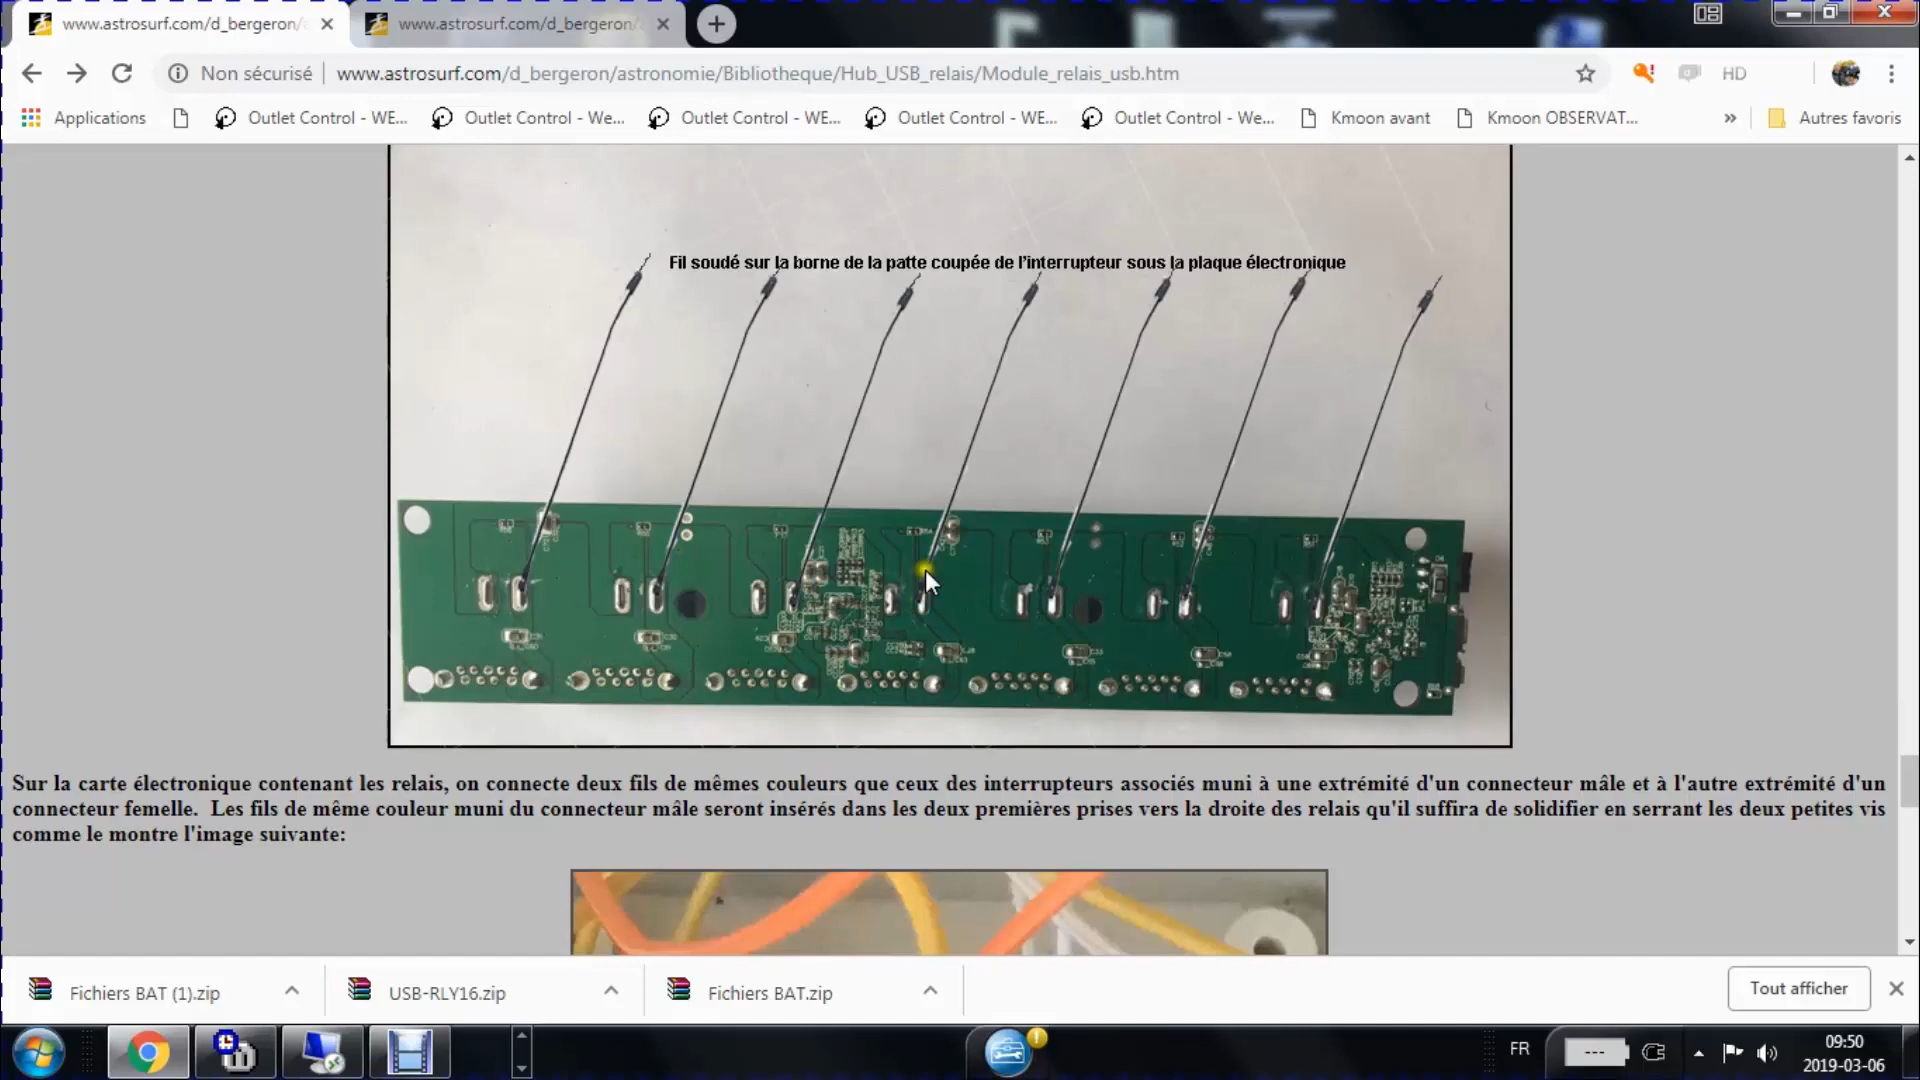 www.astrosurf.com/d_bergeron/
www.astrosurf.com/d_bergeron/
Non sécurisé
www.astrosurf.com/d_bergeron/astronomie/Bibliotheque/Hub_USB_relais/Module_relais_usb.htm
HD
Applications
Outlet Control - WE...
Outlet Control - We...
Outlet Control - WE...
Outlet Control - WE...
Outlet Control - We...
Kmoon avant
Kmoon OBSERVAT...
»
Autres favoris
Fil soudé sur la borne de la patte coupée de l'interrupteur sous la plaque électronique
Sur la carte électronique contenant les relais, on connecte deux fils de mêmes couleurs que ceux des interrupteurs associés muni à une extrémité d'un connecteur mâle et à l'autre extrémité d'un
connecteur femelle. Les fils de même couleur muni du connecteur mâle seront insérés dans les deux premières prises vers la droite des relais qu'il suffira de solidifier en serrant les deux petites vis
comme le montre l'image suivante:
Fichiers BAT (1).zip
USB-RLY16.zip
Fichiers BAT.zip
Tout afficher
FR
---
09:50
2019-03-06